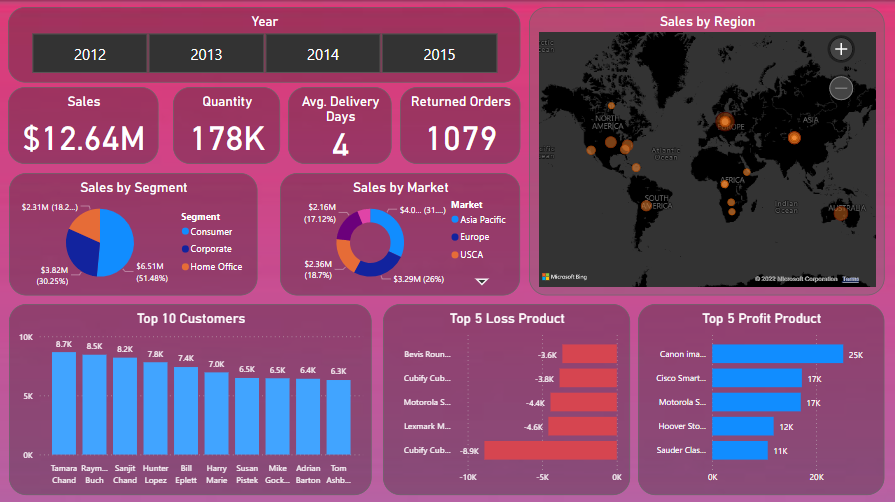 Year
2012
2013
2014
2015
Sales
$12.64M
Quantity
178K
Avg. Delivery
Days
4
Returned Orders
1079
Sales by Region
NORTH
AMERICA
Atlantic
Ocean
EUROPE
ASIA
AFRICA
SOUTH
AMERICA
Indian
Ocean
AUSTRALIA
Microsoft Bing
© 2022 Microsoft Corporation
Terms
Sales by Segment
$2.31M (18.2...)
$3.82M
(30.25%)
$6.51M
(51.48%)
Segment
Consumer
Corporate
Home Office
Sales by Market
$2.16M
(17.12%)
$4.0... (31....)
$2.36M
(18.7%)
$3.29M (26%)
Market
Asia Pacific
Europe
USCA
Top 10 Customers
10K
5K
0K
8.7K
8.5K
8.2K
7.8K
7.4K
7.0K
6.5K
6.5K
6.4K
6.3K
Tamara
Chand
Raym...
Buch
Sanjit
Chand
Hunter
Lopez
Bill
Eplett
Harry
Marie
Susan
Pistek
Mike
Gock...
Adrian
Barton
Tom
Ashb...
Top 5 Loss Product
Bevis Roun...
-3.6K
Cubify Cub...
-3.8K
Motorola S...
-4.4K
Lexmark M...
-4.6K
Cubify Cub...
-8.9K
-10K
-5K
0K
Top 5 Profit Product
Canon ima...
25K
Cisco Smart...
17K
Motorola S...
17K
Hoover Sto...
12K
Sauder Clas...
11K
0K
20K